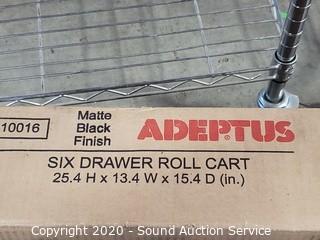 10016
Matte
Black
Finish
ADEPTUS
SIX DRAWER ROLL CART
25.4 H x 13.4 W x 15.4 D (in.)
Copyright 2020 - Sound Auction Service